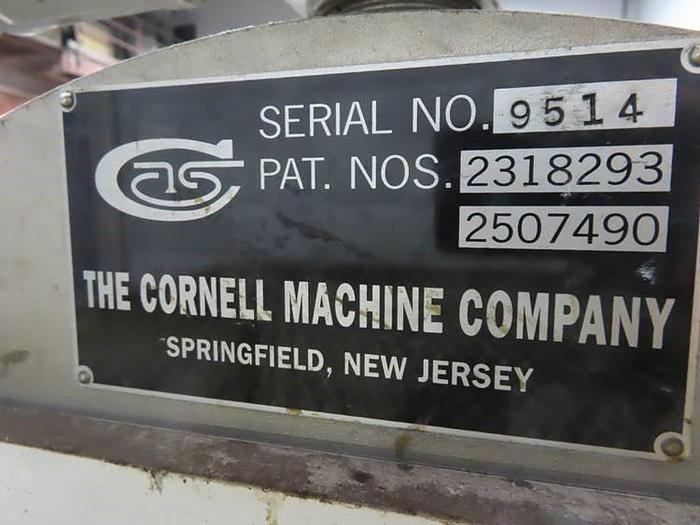 SERIAL NO. 9514
PAT. NOS. 2318293
2507490
THE CORNELL MACHINE COMPANY
SPRINGFIELD, NEW JERSEY